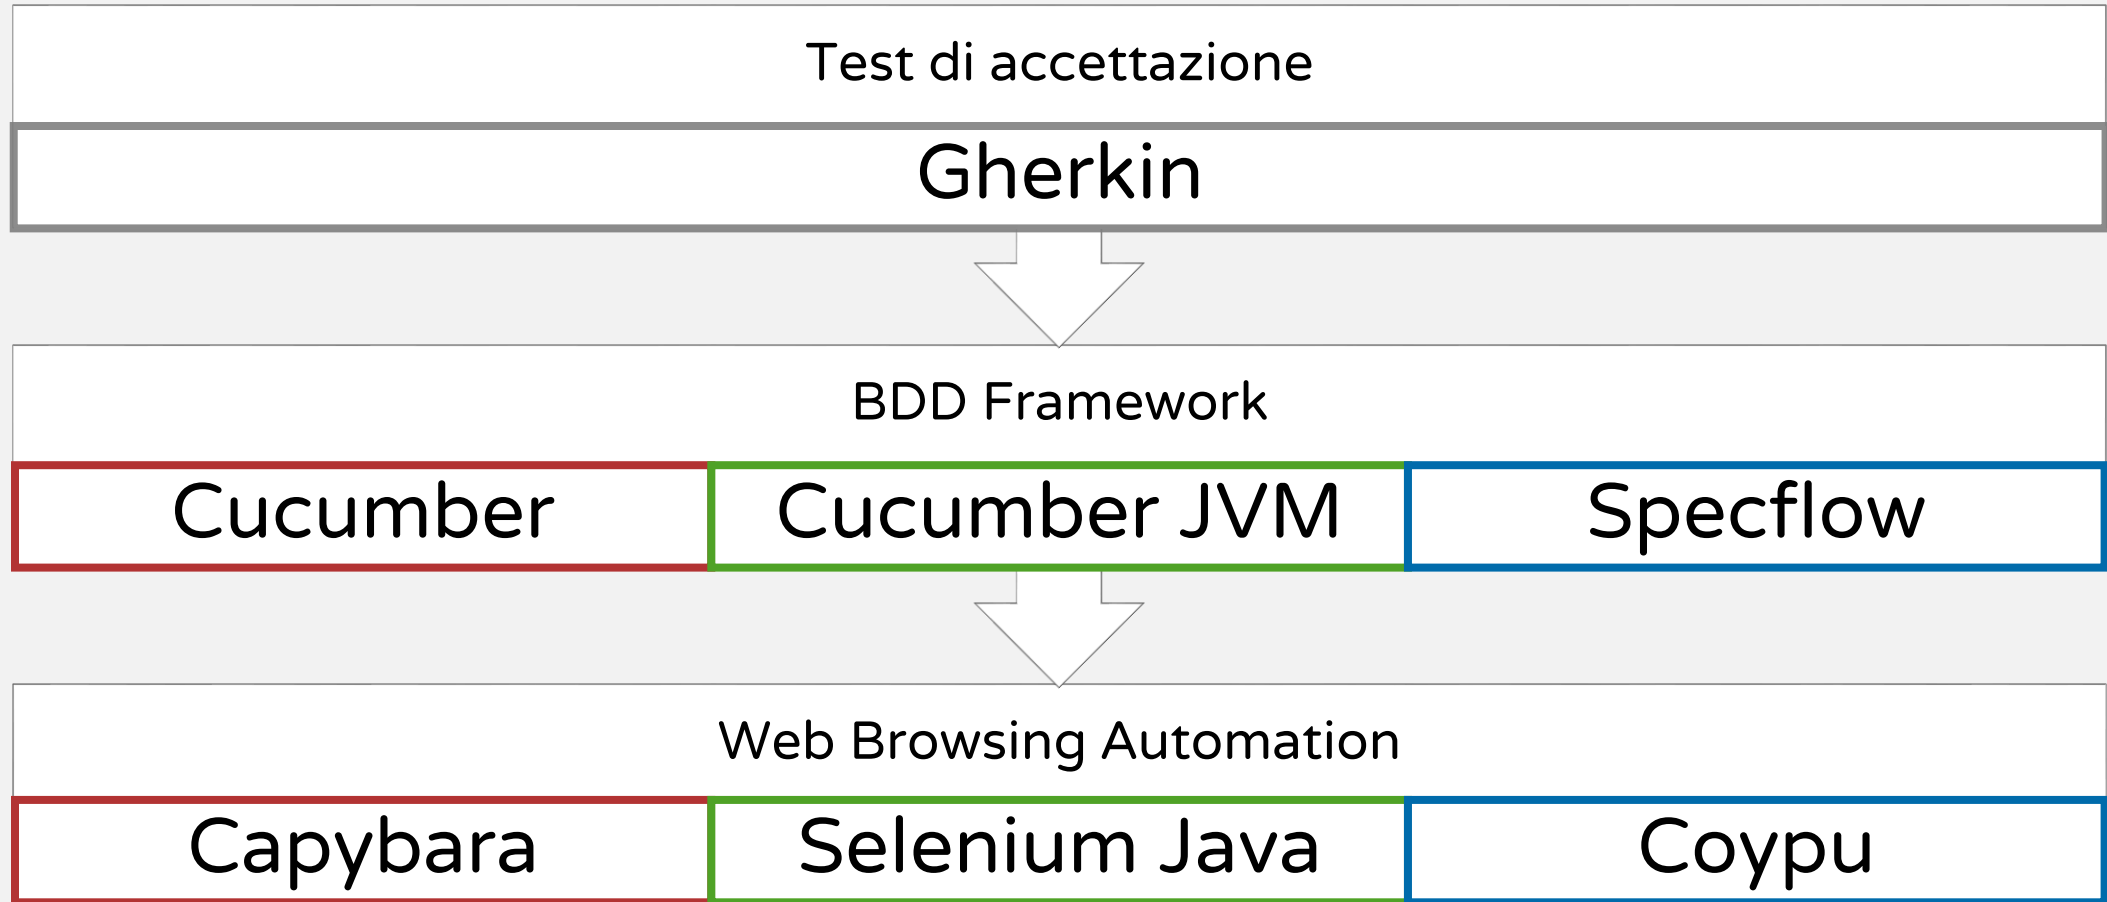 Test di accettazione
Gherkin
BDD Framework
Cucumber
Cucumber JVM
Specflow
Web Browsing Automation
Capybara
Selenium Java
Coypu